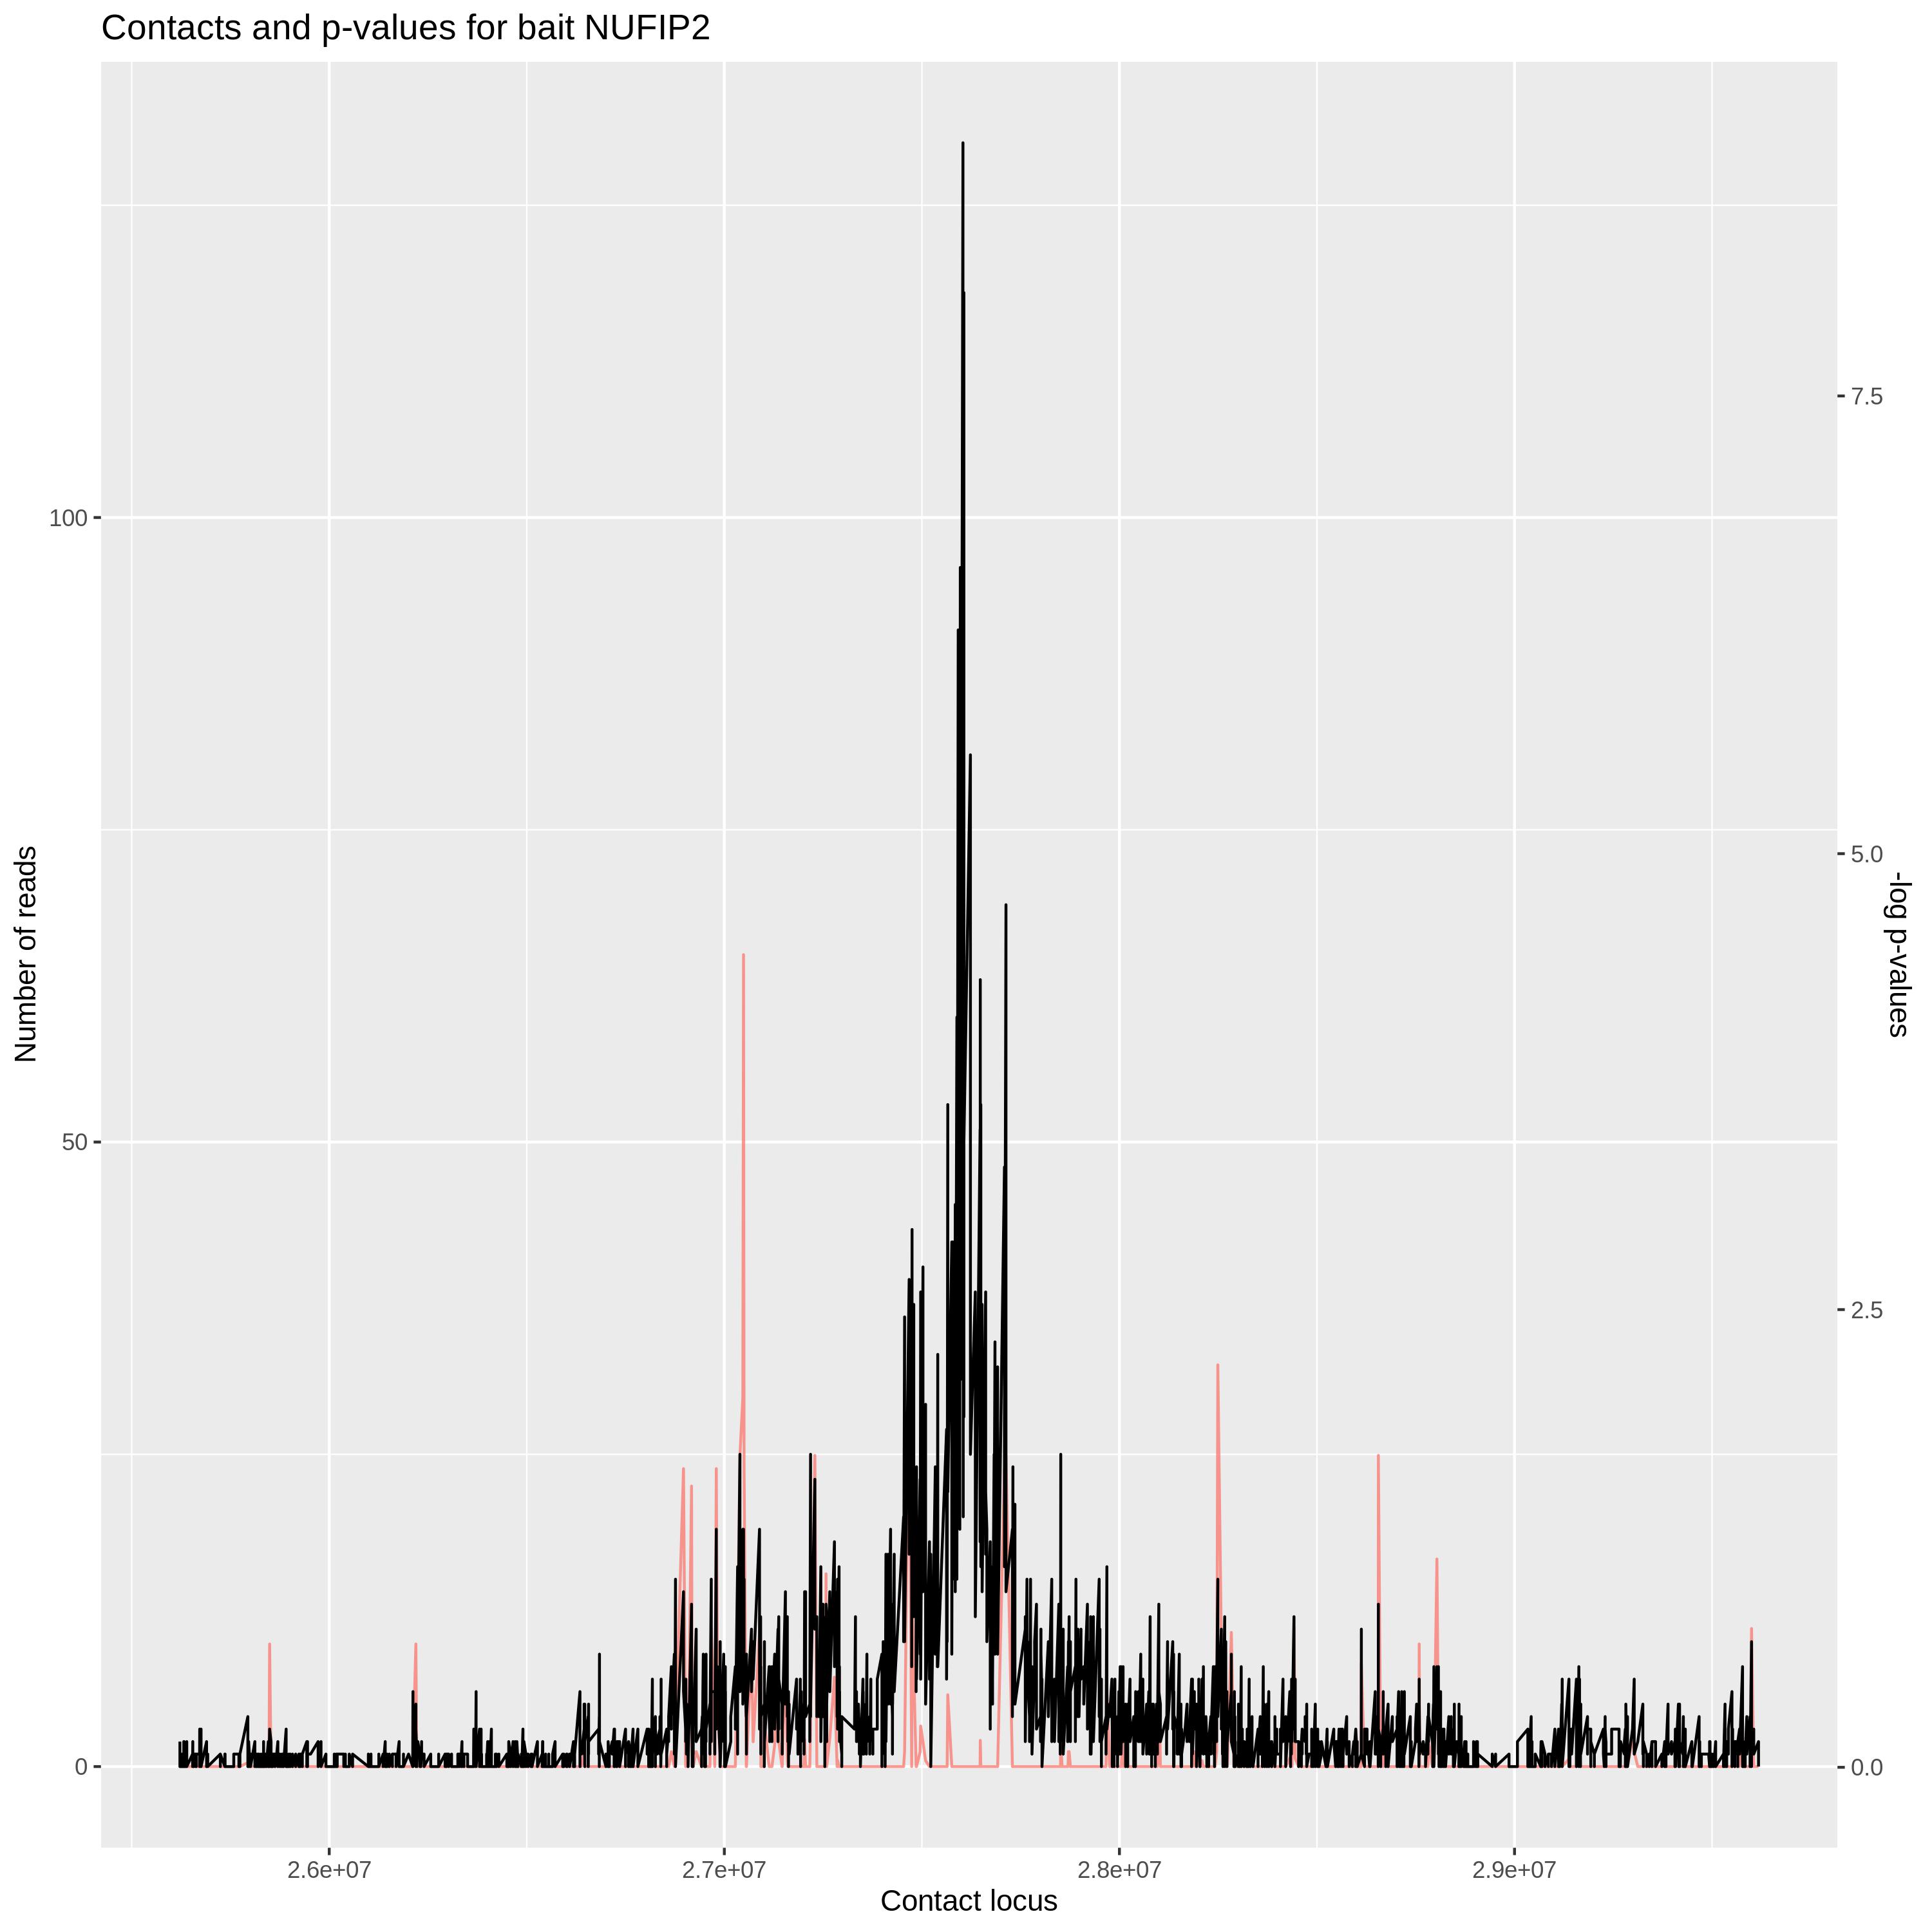 Contacts and p-values for bait NUFIP2
Number of reads
100
50
0
7.5
5.0
2.5
0.0
-log p-values
2.6e+07
2.7e+07
2.8e+07
2.9e+07
Contact locus